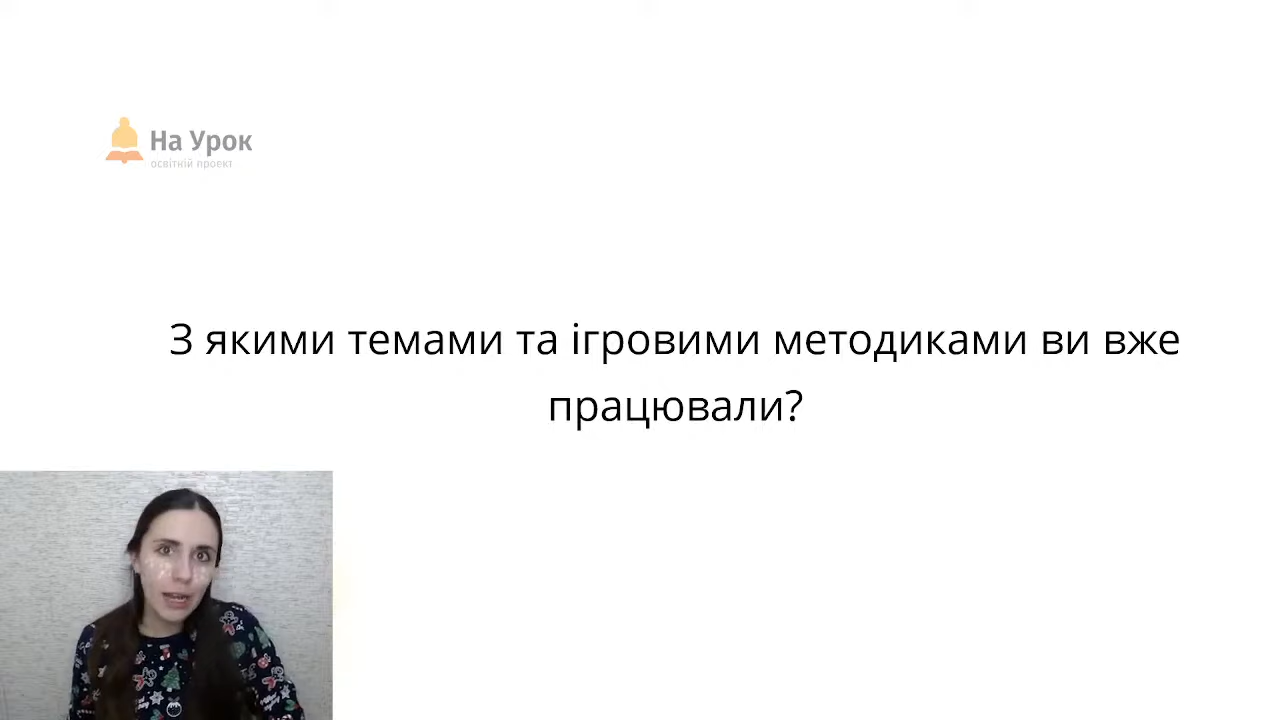 На Урок
освітній проект
З якими темами та ігровими методиками ви вже
працювали?